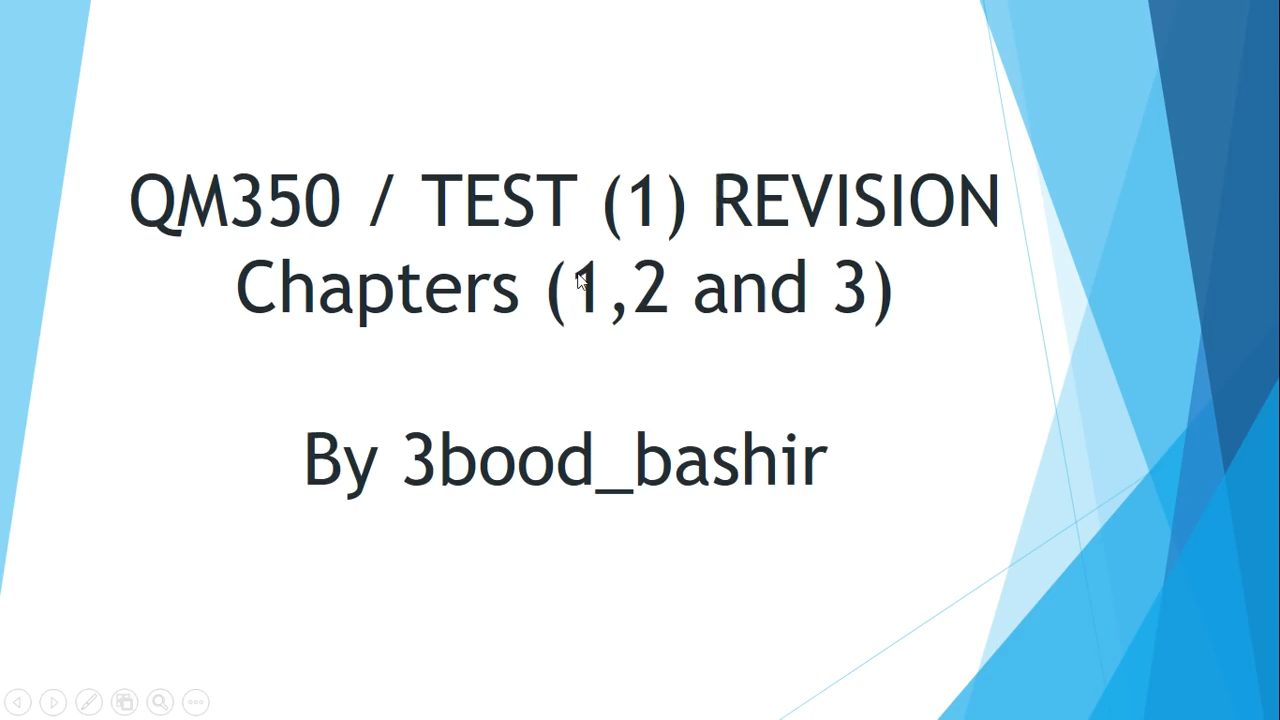 QM350 / TEST (1) REVISION
Chapters (1,2 and 3)
By 3bood_bashir